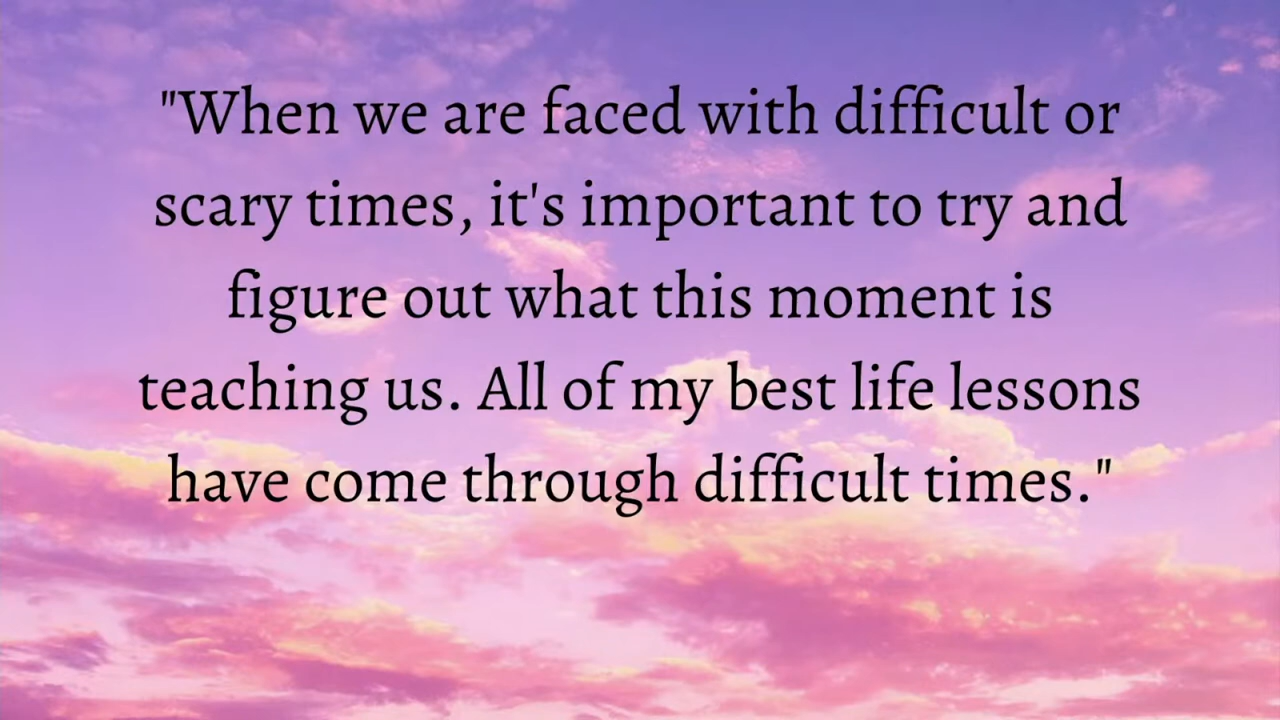 "When we are faced with difficult or
scary times, it's important to try and
figure out what this moment is
teaching us. All of my best life lessons
have come through difficult times."